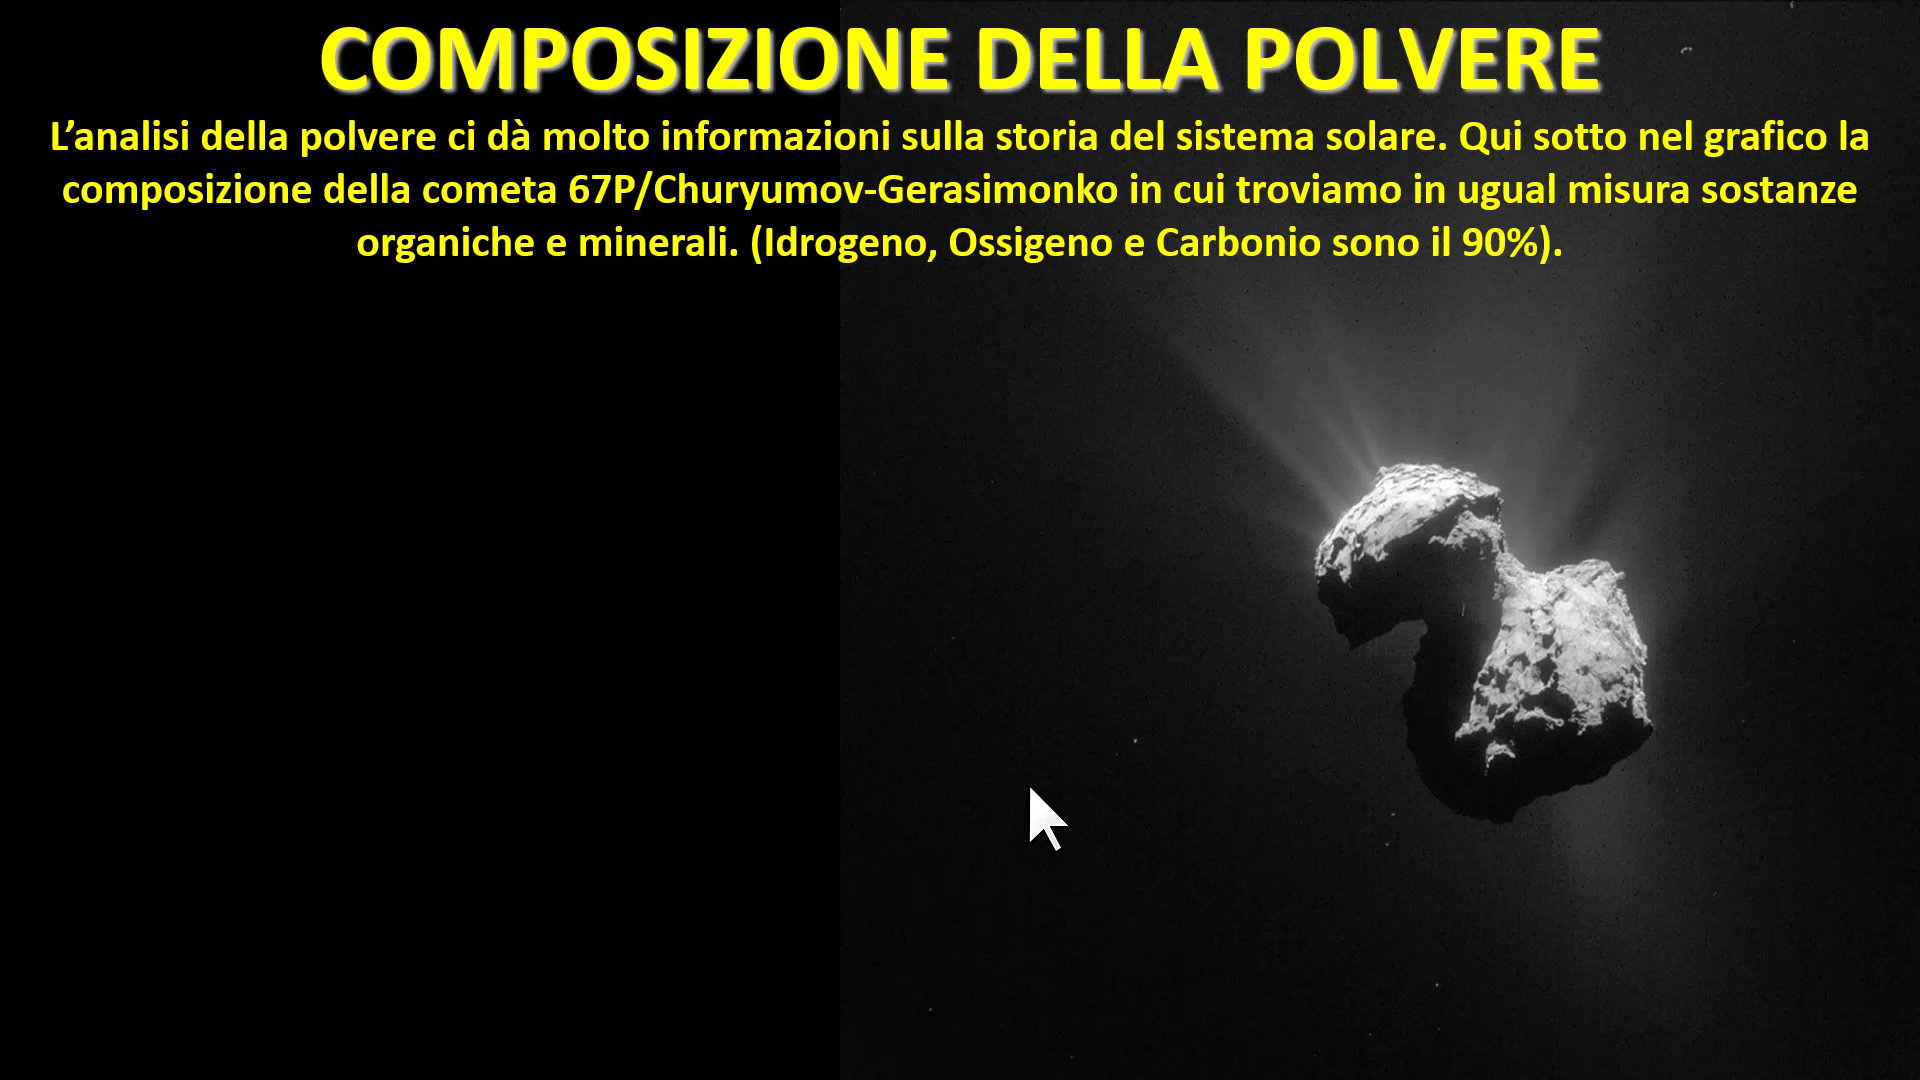 COMPOSIZIONE DELLA POLVERE
L’analisi della polvere ci dà molto informazioni sulla storia del sistema solare. Qui sotto nel grafico la
composizione della cometa 67P/Churyumov-Gerasimonko in cui troviamo in ugual misura sostanze
organiche e minerali. (Idrogeno, Ossigeno e Carbonio sono il 90%).